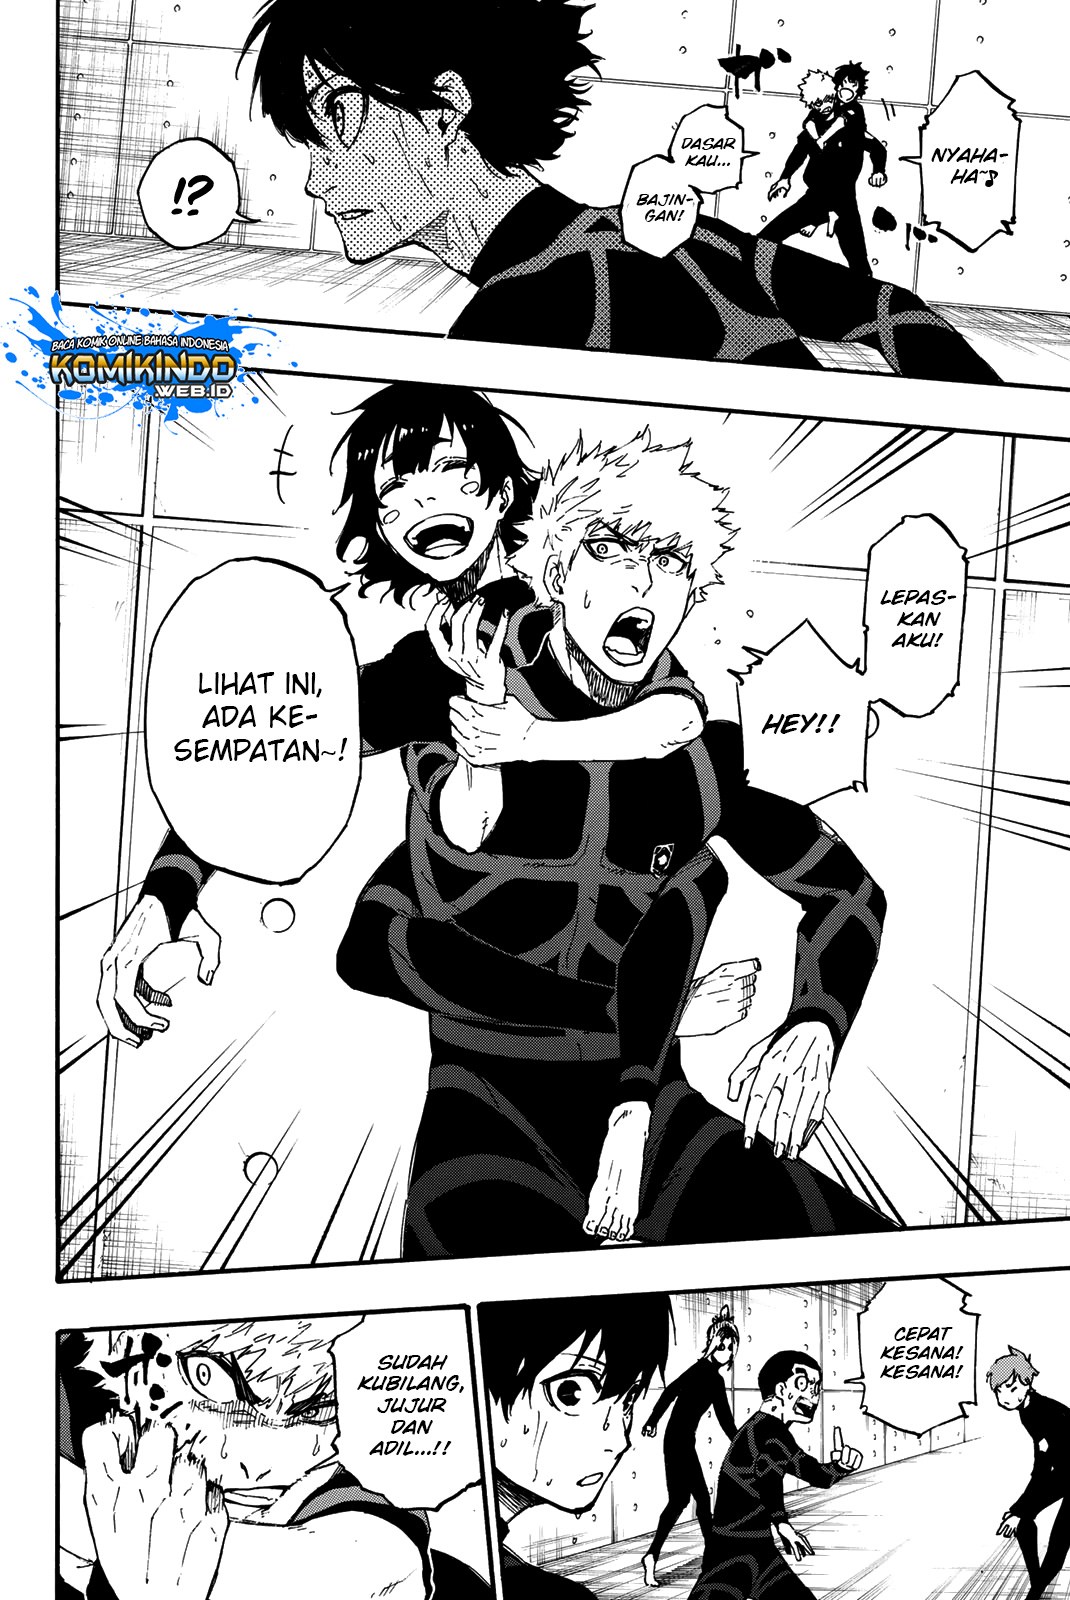 NYAHA-
HA~♪
DASAR
KAU...
BAJIN-
GAN!
!?
BACA KOMIK ONLINE BAHASA INDONESIA
KOMIKINDO
WEB.ID
LEPAS-
KAN
AKU!
HEY!!
LIHAT INI,
ADA KE-
SEMPATAN~!
CEPAT
KESANA!
KESANA!
SUDAH
KUBILANG,
JUJUR
DAN
ADIL...!!